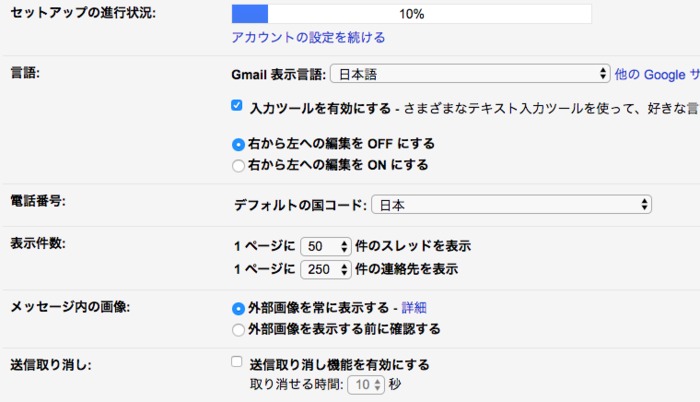 セットアップの進行状況: 10%
アカウントの設定を続ける
言語: Gmail 表示言語: 日本語 他の Google サ
入力ツールを有効にする - さまざまなテキスト入力ツールを使って、好きな言
右から左への編集を OFF にする
右から左への編集を ON にする
電話番号: デフォルトの国コード: 日本
表示件数: 1 ページに 50 件のスレッドを表示
1 ページに 250 件の連絡先を表示
メッセージ内の画像: 外部画像を常に表示する - 詳細
外部画像を表示する前に確認する
送信取り消し: 送信取り消し機能を有効にする
取り消せる時間: 10 秒